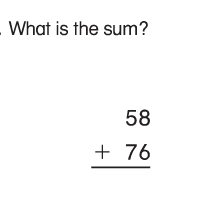 . What is the sum?
58
+ 76